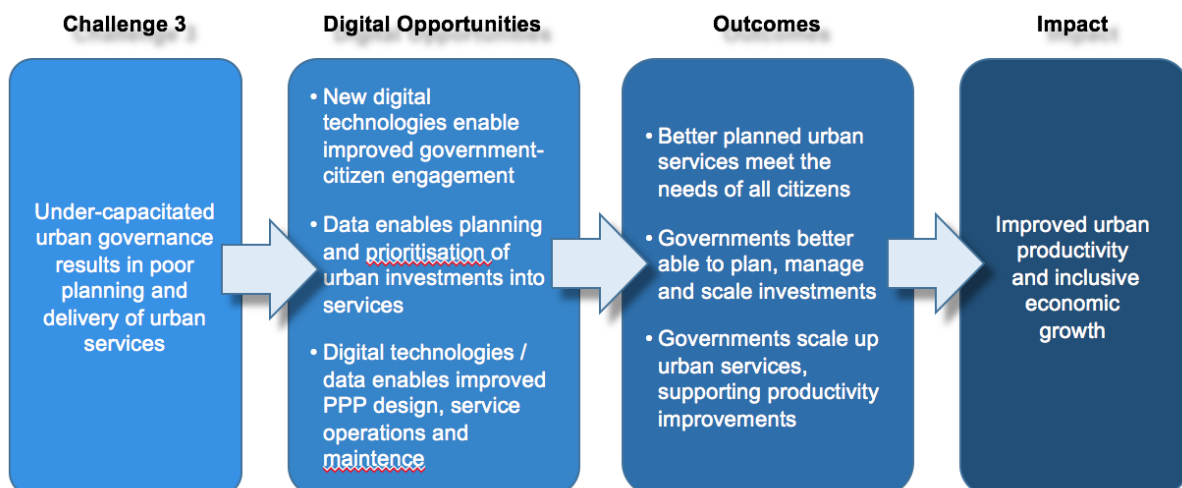 Challenge 3
Under-capacitated
urban governance
results in poor
planning and
delivery of urban
services
Digital Opportunities
• New digital
technologies enable
improved government-
citizen engagement
• Data enables planning
and prioritisation of
urban investments into
services
• Digital technologies /
data enables improved
PPP design, service
operations and
maintence
Outcomes
• Better planned urban
services meet the
needs of all citizens
• Governments better
able to plan, manage
and scale investments
• Governments scale up
urban services,
supporting productivity
improvements
Impact
Improved urban
productivity
and inclusive
economic
growth